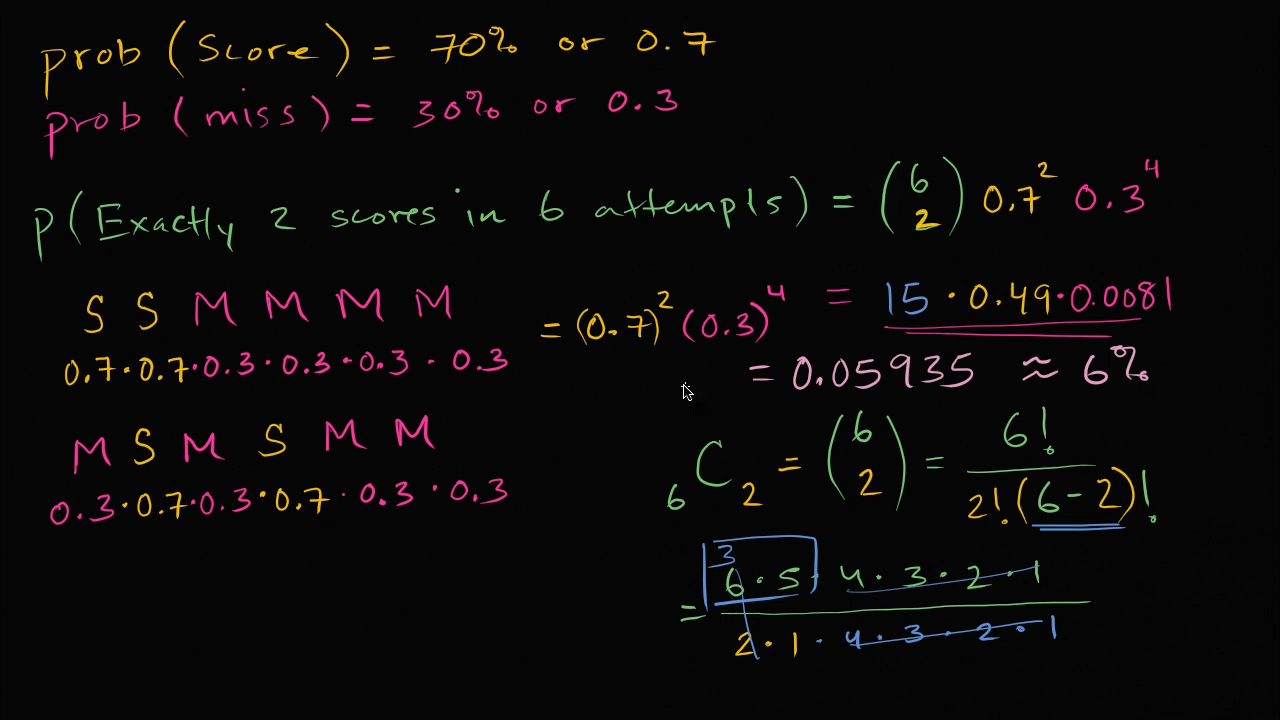 prob (Score) = 70% or 0.7
prob (miss) = 30% or 0.3
P(Exactly 2 scores in 6 attempts) = (6 2) 0.7² 0.3⁴
S S M M M M
0.7·0.7·0.3·0.3·0.3·0.3
= (0.7)² (0.3)⁴
= 15·0.49·0.0081
= 0.05935 ≈ 6%
M S M S M M
0.3·0.7·0.3·0.7·0.3·0.3
₆C₂ = (6 2) = 6! / 2!(6-2)!
3
= 6·5·4·3·2·1
2·1·4·3·2·1